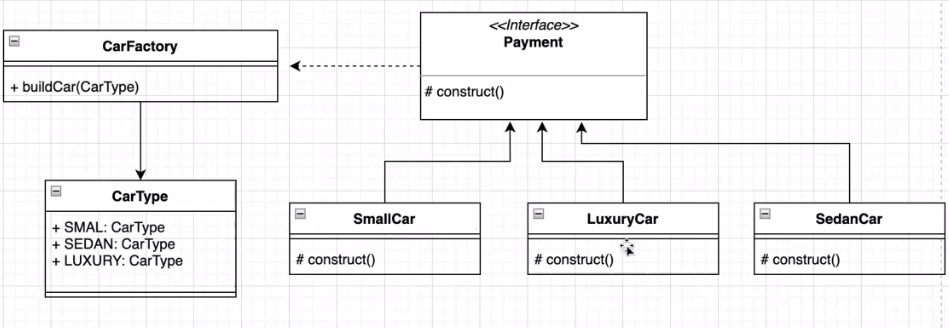 CarFactory
+ buildCar(CarType)
<<Interface>>
Payment
# construct()
CarType
+ SMAL: CarType
+ SEDAN: CarType
+ LUXURY: CarType
SmallCar
# construct()
LuxuryCar
# construct()
SedanCar
# construct()